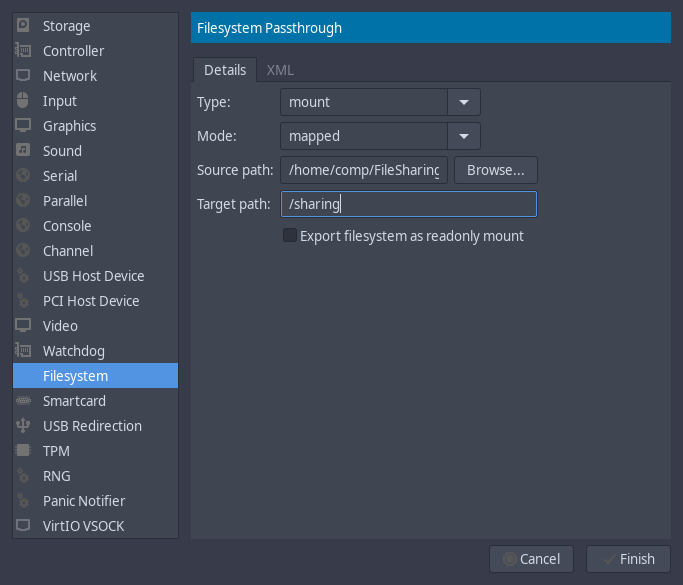 Storage
Controller
Network
Input
Graphics
Sound
Serial
Parallel
Console
Channel
USB Host Device
PCI Host Device
Video
Watchdog
Filesystem
Smartcard
USB Redirection
TPM
RNG
Panic Notifier
VirtIO VSOCK
Filesystem Passthrough
Details XML
Type: mount
Mode: mapped
Source path: /home/comp/FileSharing Browse...
Target path: /sharing
Export filesystem as readonly mount
Cancel Finish